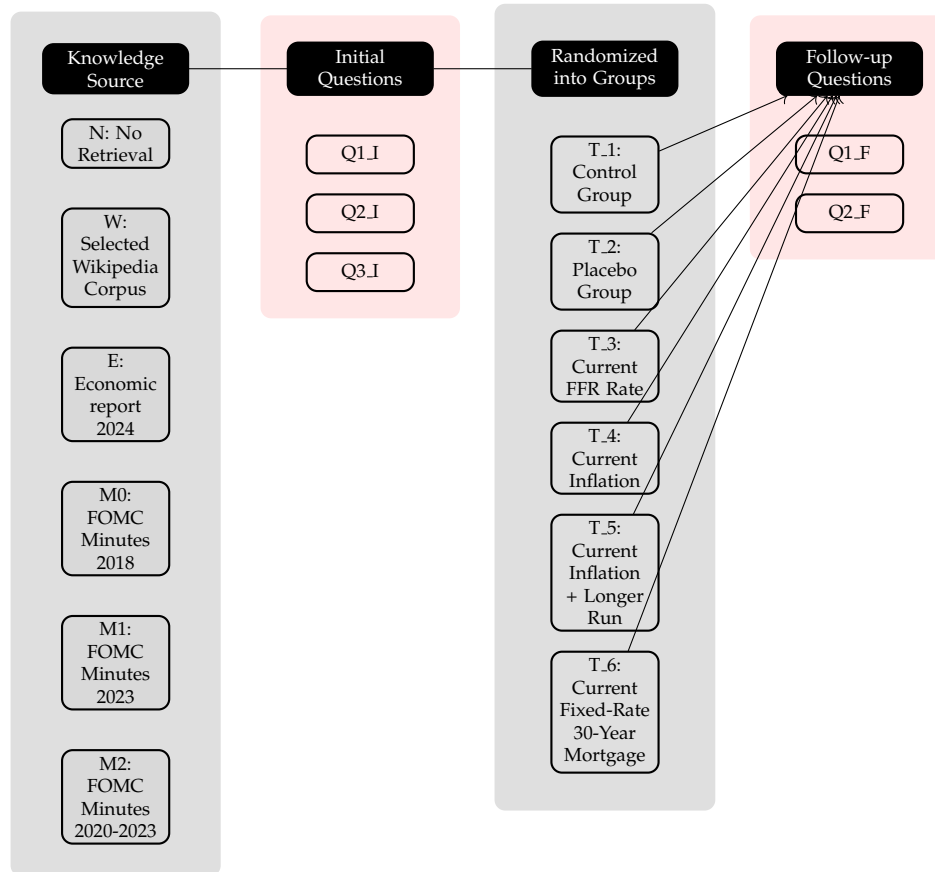 Knowledge
Source
N: No
Retrieval
W:
Selected
Wikipedia
Corpus
E:
Economic
report
2024
M0:
FOMC
Minutes
2018
M1:
FOMC
Minutes
2023
M2:
FOMC
Minutes
2020-2023
Initial
Questions
Q1_I
Q2_I
Q3_I
Randomized
into Groups
T_1:
Control
Group
T_2:
Placebo
Group
T_3:
Current
FFR Rate
T_4:
Current
Inflation
T_5:
Current
Inflation
+ Longer
Run
T_6:
Current
Fixed-Rate
30-Year
Mortgage
Follow-up
Questions
Q1_F
Q2_F